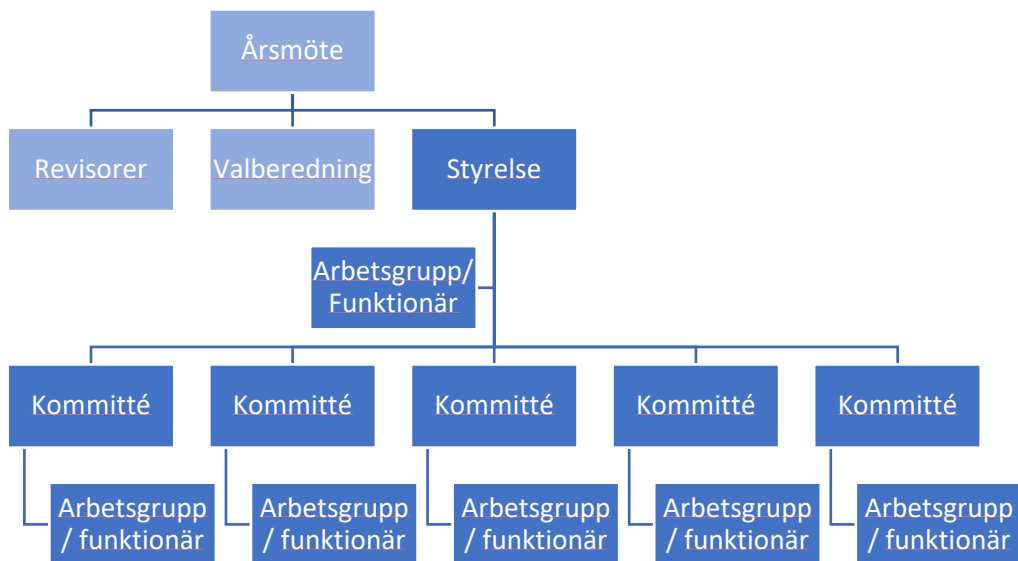 Årsmöte
Revisorer
Valberedning
Styrelse
Arbetsgrupp/
Funktionär
Kommitté
Kommitté
Kommitté
Kommitté
Kommitté
Arbetsgrupp
/ funktionär
Arbetsgrupp
/ funktionär
Arbetsgrupp
/ funktionär
Arbetsgrupp
/ funktionär
Arbetsgrupp
/ funktionär